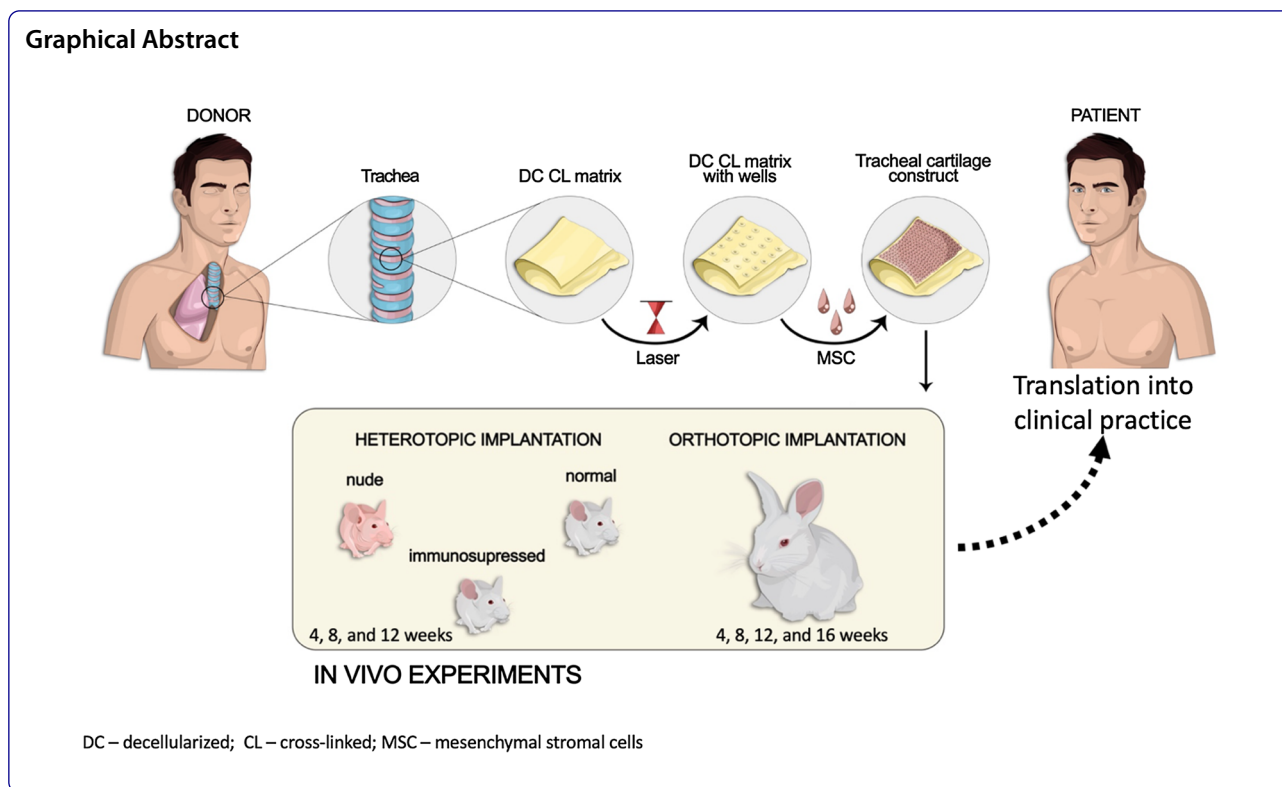 Graphical Abstract
DONOR
PATIENT
Trachea
DC CL matrix
DC CL matrix
with wells
Tracheal cartilage
construct
Laser
MSC
Translation into
clinical practice
HETEROTOPIC IMPLANTATION
ORTHOTOPIC IMPLANTATION
nude
normal
immunosupressed
4, 8, and 12 weeks
4, 8, 12, and 16 weeks
IN VIVO EXPERIMENTS
DC – decellularized; CL – cross-linked; MSC – mesenchymal stromal cells